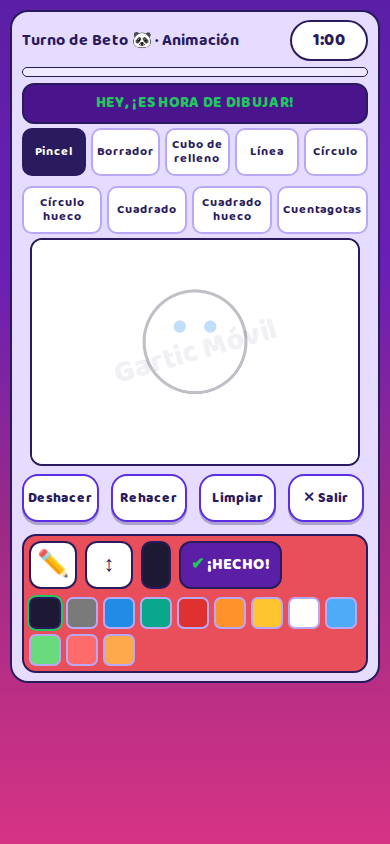 Turno de Beto 🐼 · Animación
1:00
HEY, ¡ES HORA DE DIBUJAR!
Pincel
Borrador
Cubo de
relleno
Línea
Círculo
Círculo
hueco
Cuadrado
Cuadrado
hueco
Cuentagotas
Gartic Móvil
Deshacer
Rehacer
Limpiar
✕ Salir
✔ ¡HECHO!